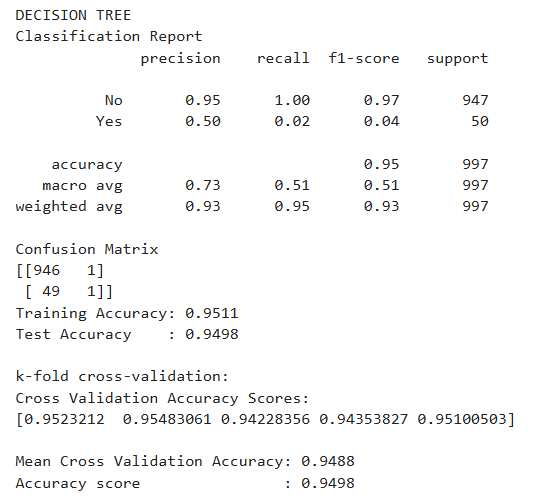 DECISION TREE
Classification Report
precision recall f1-score support
No 0.95 1.00 0.97 947
Yes 0.50 0.02 0.04 50
accuracy 0.95 997
macro avg 0.73 0.51 0.51 997
weighted avg 0.93 0.95 0.93 997
Confusion Matrix
[[946 1]
[ 49 1]]
Training Accuracy: 0.9511
Test Accuracy : 0.9498
k-fold cross-validation:
Cross Validation Accuracy Scores:
[0.9523212 0.95483061 0.94228356 0.94353827 0.95100503]
Mean Cross Validation Accuracy: 0.9488
Accuracy score : 0.9498